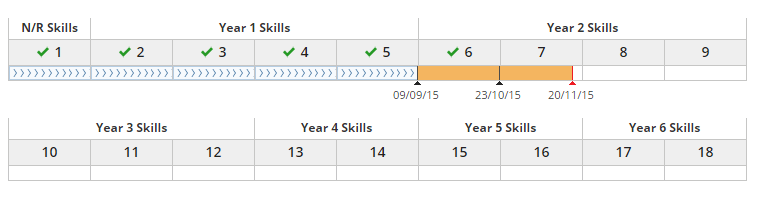 N/R Skills Year 1 Skills Year 2 Skills
✓ 1 ✓ 2 ✓ 3 ✓ 4 ✓ 5 ✓ 6 7 8 9
09/09/15 23/10/15 20/11/15
Year 3 Skills Year 4 Skills Year 5 Skills Year 6 Skills
10 11 12 13 14 15 16 17 18